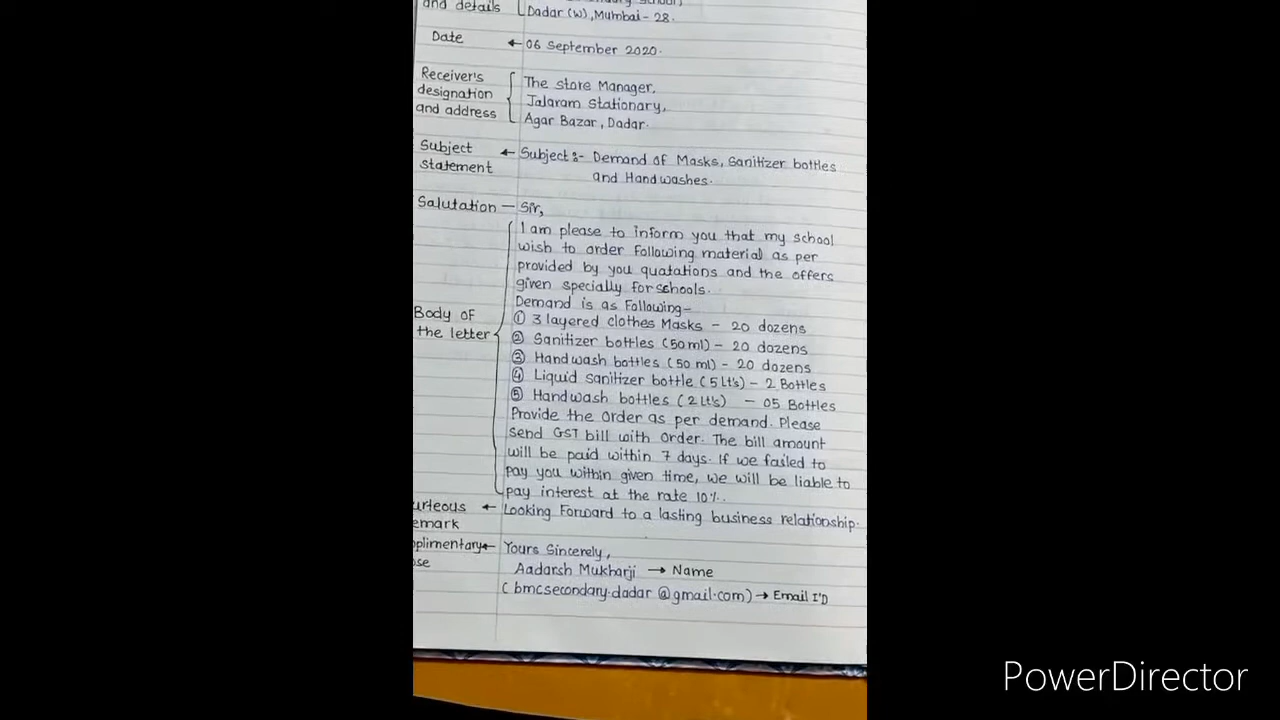 and details
Dadar (W), Mumbai - 28.
Date ← 06 September 2020.
Receiver's designation and address
The store Manager,
Jalaram Stationary,
Agar Bazar, Dadar.
Subject statement ← Subject :- Demand of Masks, Sanitizer bottles
and Handwashes.
Salutation — Sir,
Body of the letter
I am please to inform you that my school
wish to order Following material as per
provided by you quatations and the offers
given specially for schools.
Demand is as Following-
① 3 layered clothes Masks - 20 dozens
② Sanitizer bottles (50 ml) - 20 dozens
③ Handwash bottles (50 ml) - 20 dozens
④ Liquid sanitizer bottle (5 Lt's) - 2 Bottles
⑤ Handwash bottles (2 Lt's) - 05 Bottles
Provide the Order as per demand. Please
send GST bill with Order. The bill amount
will be paid within 7 days. If we failed to
pay you within given time, we will be liable to
pay interest at the rate 10%.
urteous emark ← Looking Forward to a lasting business relationship.
plimentary ose ← Yours Sincerely,
Aadarsh Mukharji → Name
(bmcsecondary.dadar @gmail.com) → Email I'D
PowerDirector